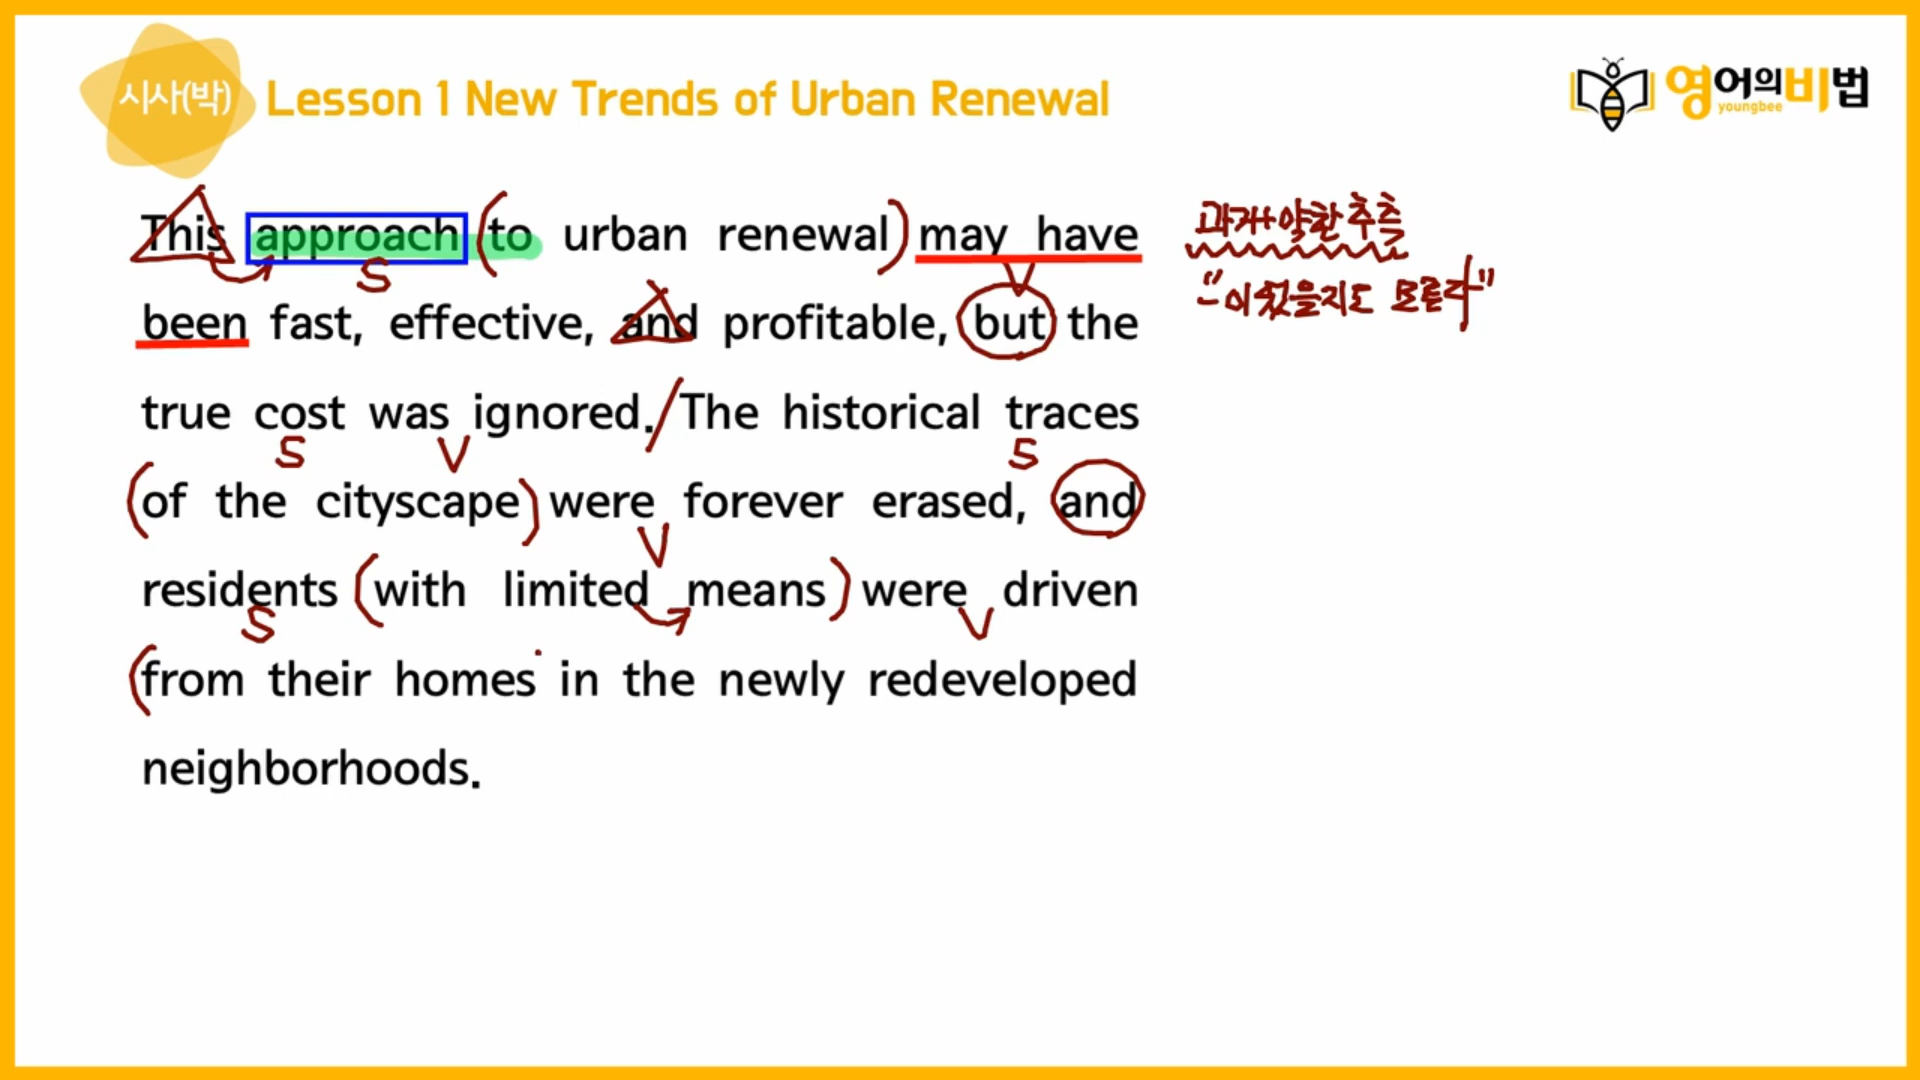 시사(박)
Lesson 1 New Trends of Urban Renewal
영어의비법
youngbee
This approach to urban renewal may have
과거+약한 추측
been fast, effective, and profitable, but the
"~이었을지도 모른다"
true cost was ignored. / The historical traces
S V S
of the cityscape were forever erased, and
V
residents with limited means were driven
S V
from their homes in the newly redeveloped
neighborhoods.